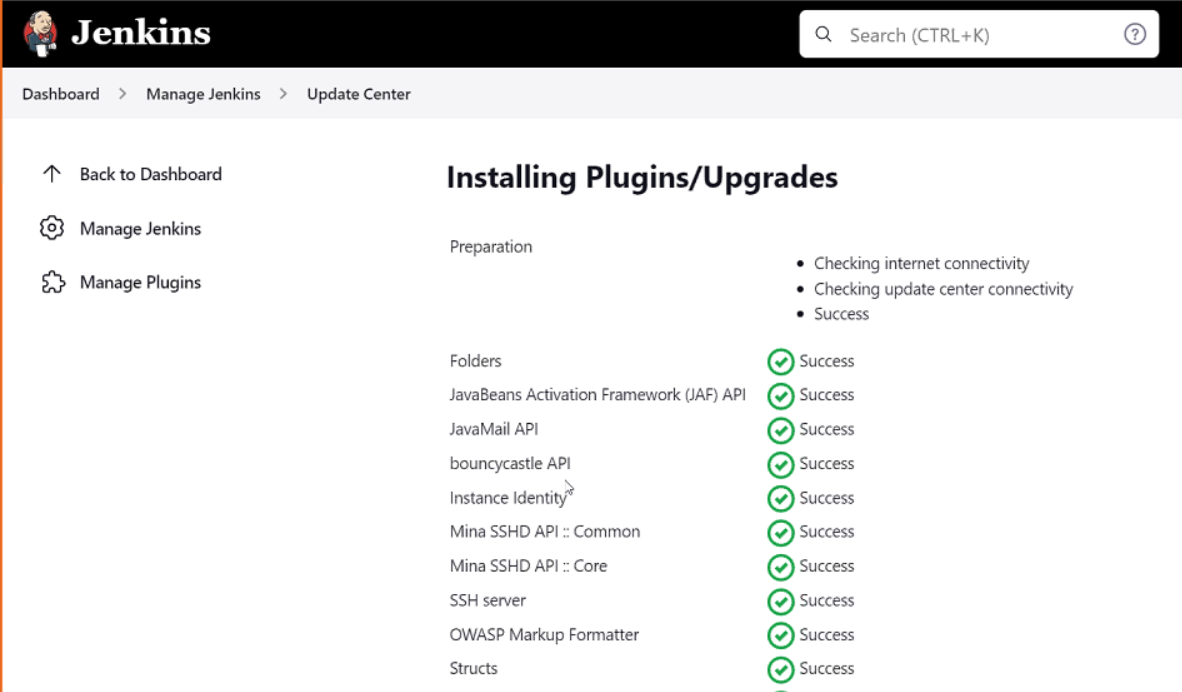 Jenkins
Search (CTRL+K)
Dashboard > Manage Jenkins > Update Center
Back to Dashboard
Manage Jenkins
Manage Plugins
Installing Plugins/Upgrades
Preparation
• Checking internet connectivity
• Checking update center connectivity
• Success
Folders Success
JavaBeans Activation Framework (JAF) API Success
JavaMail API Success
bouncycastle API Success
Instance Identity Success
Mina SSHD API :: Common Success
Mina SSHD API :: Core Success
SSH server Success
OWASP Markup Formatter Success
Structs Success